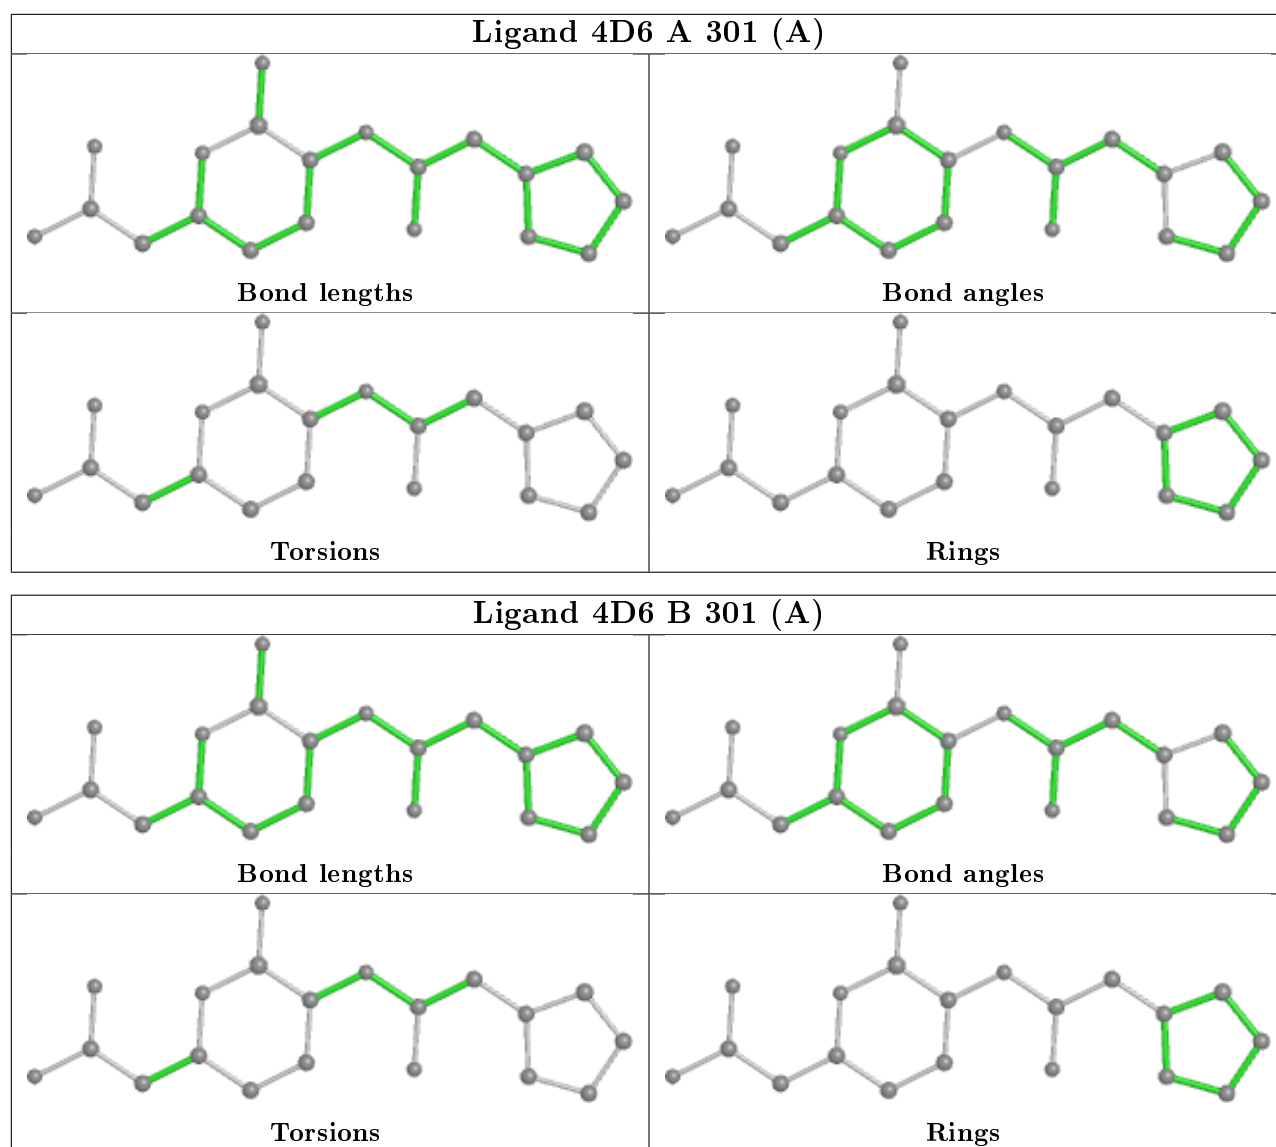 Ligand 4D6 A 301 (A)
Bond lengths
Bond angles
Torsions
Rings
Ligand 4D6 B 301 (A)
Bond lengths
Bond angles
Torsions
Rings